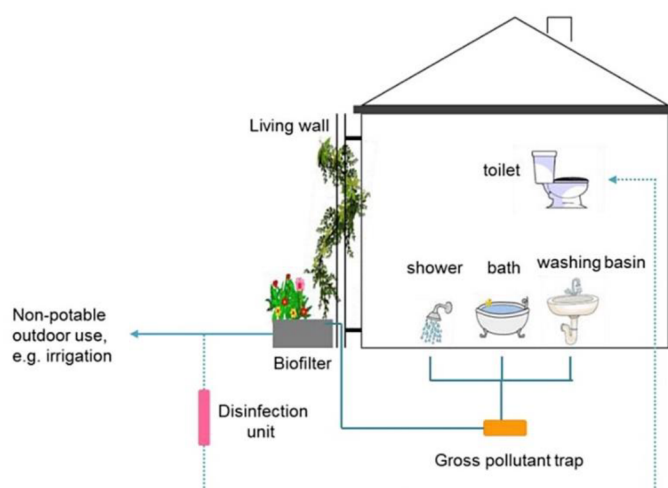 Living wall
toilet
shower
bath
washing basin
Non-potable
outdoor use,
e.g. irrigation
Biofilter
Disinfection
unit
Gross pollutant trap